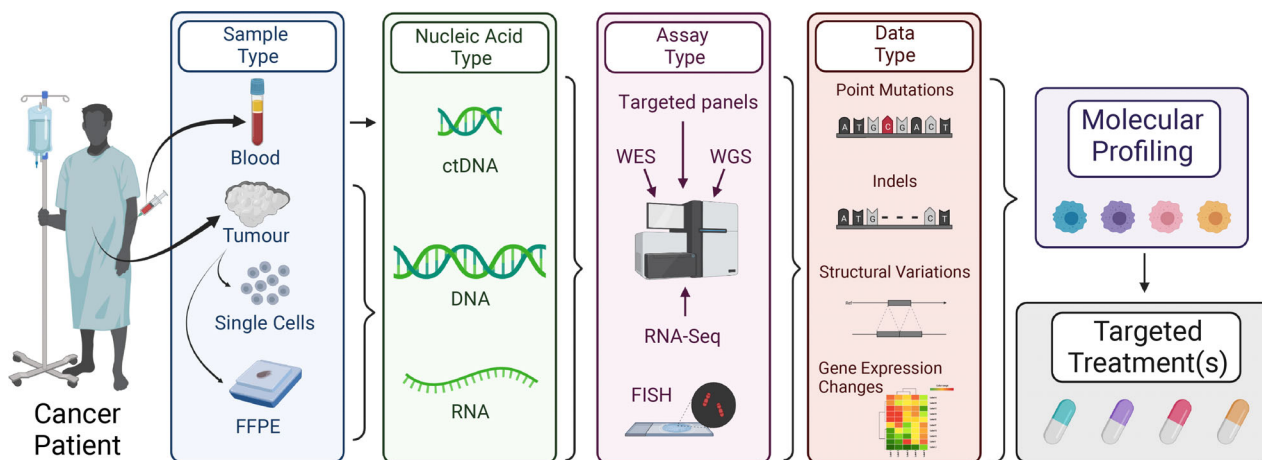 Cancer
Patient
Sample
Type
Blood
Tumour
Single Cells
FFPE
Nucleic Acid
Type
ctDNA
DNA
RNA
Assay
Type
Targeted panels
WES
WGS
RNA-Seq
FISH
Data
Type
Point Mutations
A T G C G A C T
Indels
A T G - - - C T
Structural Variations
Gene Expression
Changes
Molecular
Profiling
Targeted
Treatment(s)